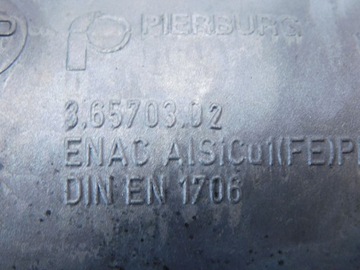 PIERBURG
3.65703.02
ENAC AlSiCu1(FE)P
DIN EN 1706